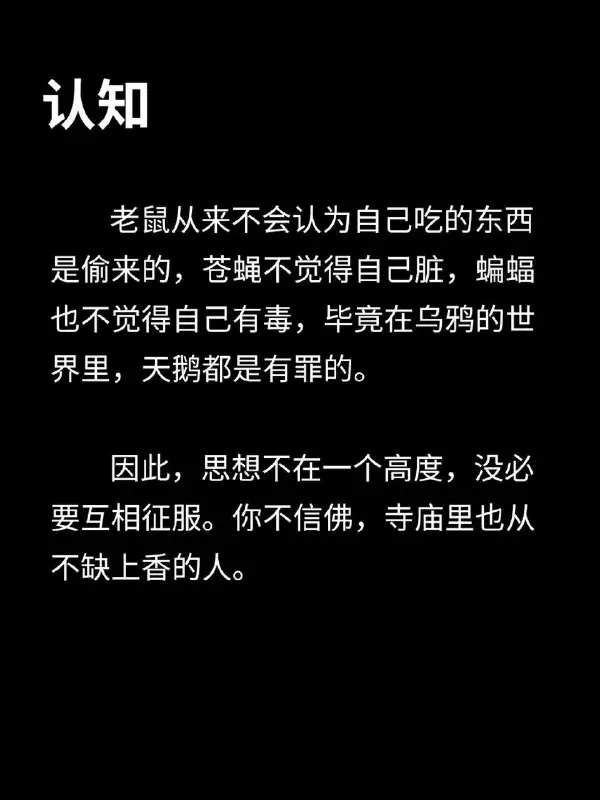 认知
老鼠从来不会认为自己吃的东西
是偷来的，苍蝇不觉得自己脏，蝙蝠
也不觉得自己有毒，毕竟在乌鸦的世
界里，天鹅都是有罪的。
因此，思想不在一个高度，没必
要互相征服。你不信佛，寺庙里也从
不缺上香的人。